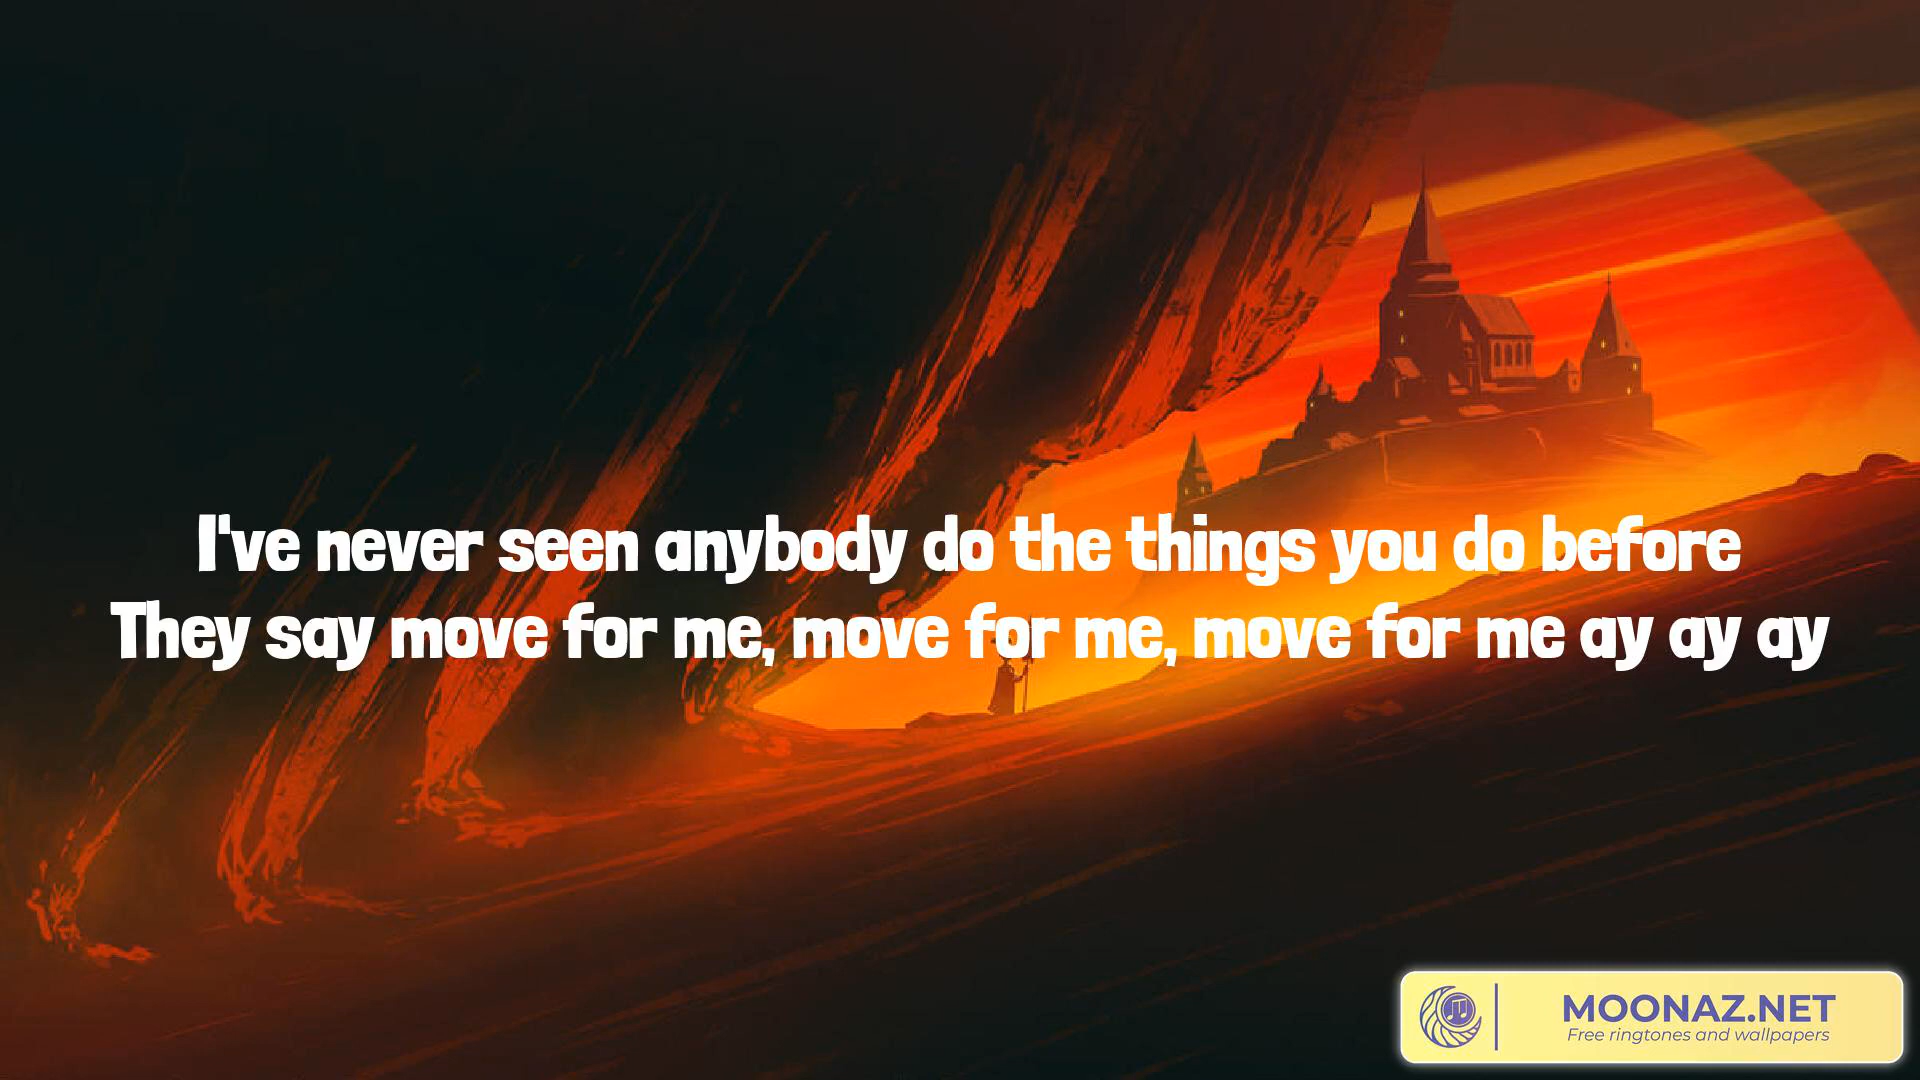 I've never seen anybody do the things you do before
They say move for me, move for me, move for me ay ay ay
MOONAZ.NET
Free ringtones and wallpapers